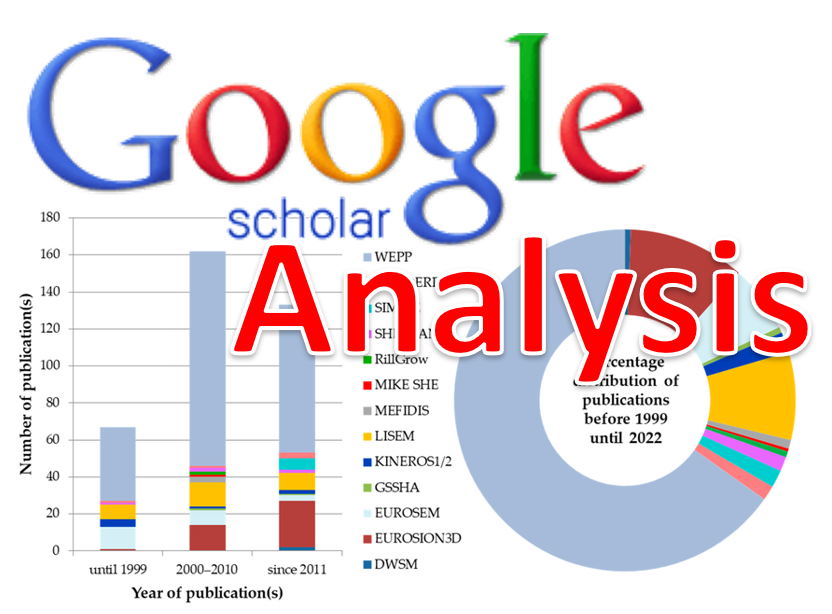 Google
scholar
Analysis
180
160
140
120
100
80
60
40
20
0
Number of publication(s)
until 1999
2000–2010
since 2011
Year of publication(s)
WEPP
RillGrow
MIKE SHE
MEFIDIS
LISEM
KINEROS1/2
GSSHA
EUROSEM
EUROSION3D
DWSM
distribution of
publications
before 1999
until 2022